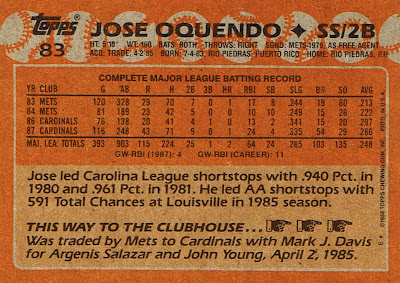 topps
83
JOSE OQUENDO ✦ SS/2B
HT: 5'10" WT: 160 BATS: BOTH THROWS: RIGHT SGND: METS-1979, AS FREE AGENT
ACQ: TRADE, 4-2-85 BORN: 7-4-63, RIO PIEDRAS, PUERTO RICO HOME: RIO PIEDRAS, P.R.
COMPLETE MAJOR LEAGUE BATTING RECORD
YR CLUB G AB R H 2B 3B HR RBI SB SLG BB SO AVG
83 METS 120 328 29 70 7 0 1 17 8 .244 19 60 .213
84 METS 81 189 23 42 5 0 0 10 10 .249 15 26 .222
86 CARDINALS 76 138 20 41 4 1 0 13 2 .341 15 20 .297
87 CARDINALS 116 248 43 71 9 0 1 24 4 .335 54 29 .286
MAJ. LEA. TOTALS 393 903 115 224 25 1 2 64 24 .285 103 135 .248
GW-RBI (1987): 4 GW-RBI (CAREER): 11
Jose led Carolina League shortstops with .940 Pct. in
1980 and .961 Pct. in 1981. He led AA shortstops with
591 Total Chances at Louisville in 1985 season.
THIS WAY TO THE CLUBHOUSE...
Was traded by Mets to Cardinals with Mark J. Davis
for Argenis Salazar and John Young, April 2, 1985.
©1988 TOPPS CHEWING GUM, INC. PRTD. IN U.S.A.